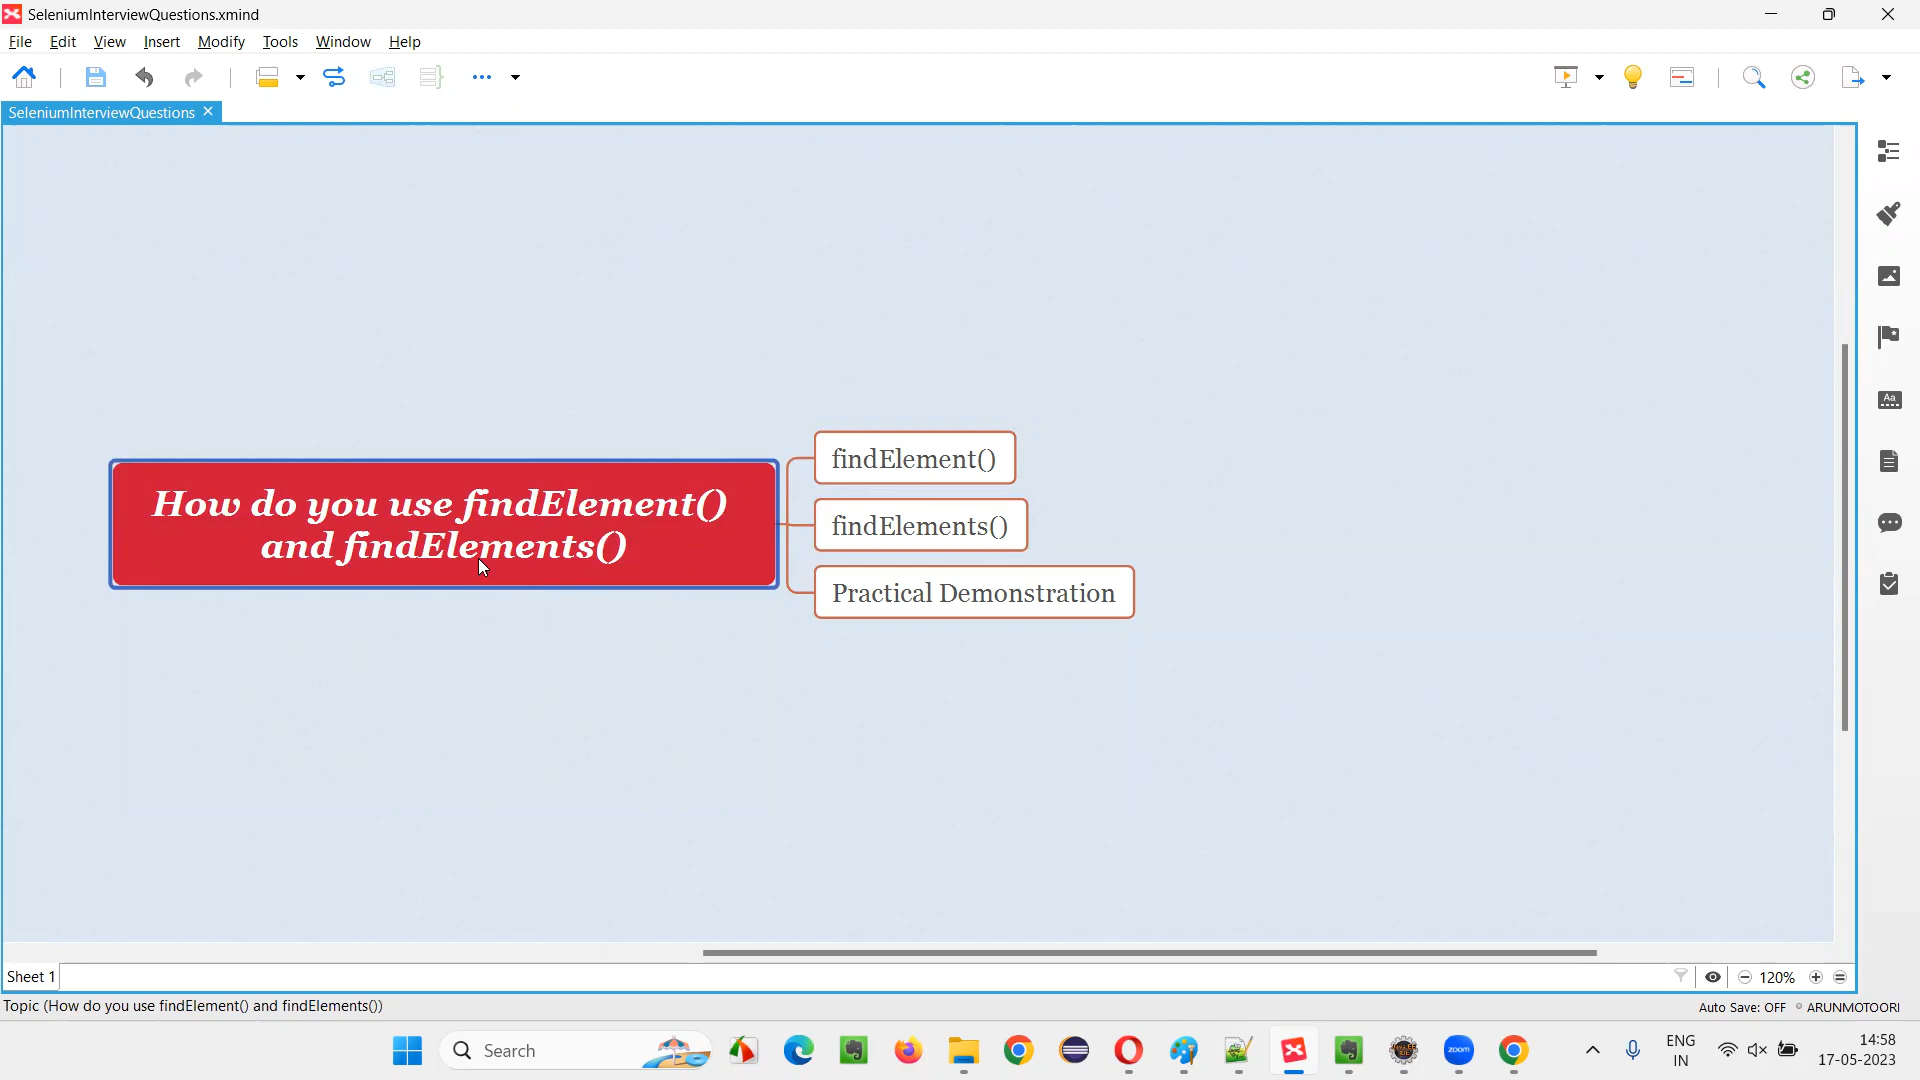 SeleniumInterviewQuestions.xmind
File Edit View Insert Modify Tools Window Help
SeleniumInterviewQuestions
How do you use findElement()
and findElements()
findElement()
findElements()
Practical Demonstration
Aa
Sheet 1
120%
Topic (How do you use findElement() and findElements())
Auto Save: OFF ARUNMOTOORI
Search
zoom
ENG
IN
14:58
17-05-2023